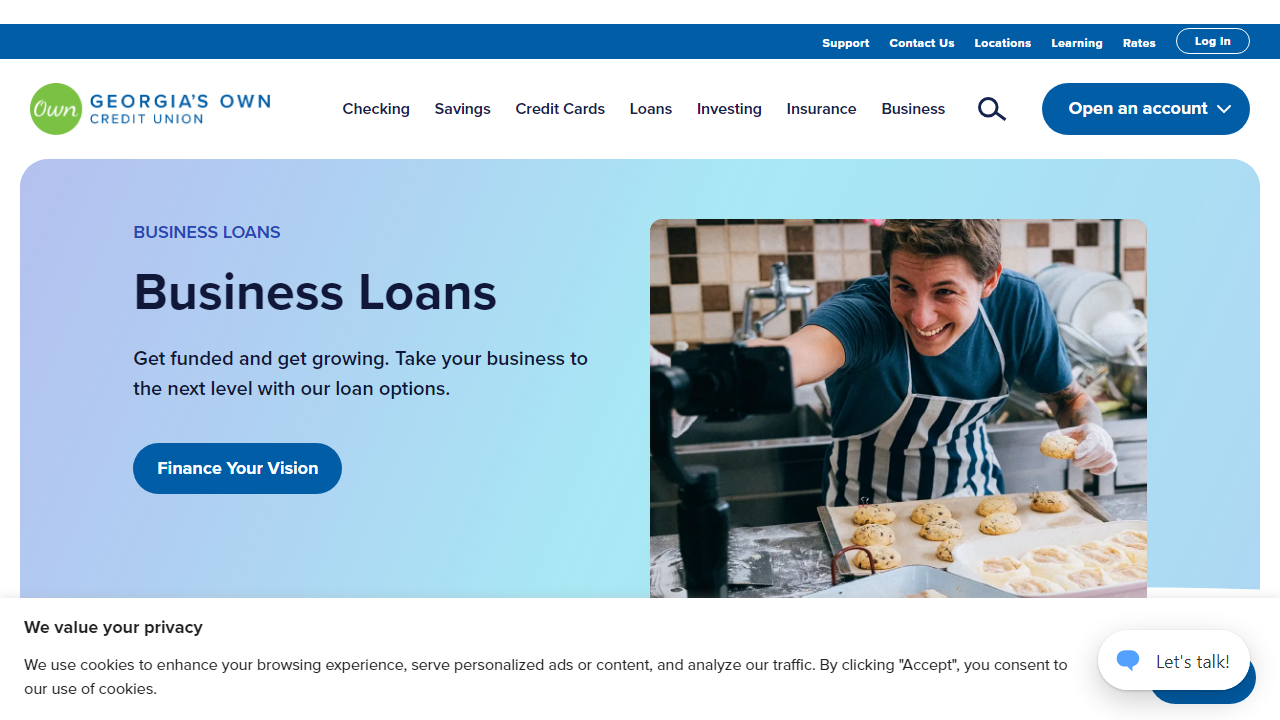 Support Contact Us Locations Learning Rates Log In
Own GEORGIA'S OWN
CREDIT UNION
Checking Savings Credit Cards Loans Investing Insurance Business Open an account
BUSINESS LOANS
Business Loans
Get funded and get growing. Take your business to
the next level with our loan options.
Finance Your Vision
We value your privacy
We use cookies to enhance your browsing experience, serve personalized ads or content, and analyze our traffic. By clicking "Accept", you consent to
our use of cookies.
Let's talk!